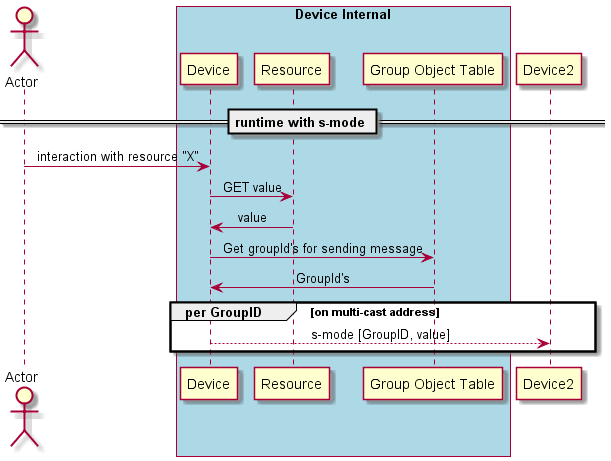 Device Internal
Actor
Device
Resource
Group Object Table
Device2
runtime with s-mode
interaction with resource "X"
GET value
value
Get groupId's for sending message
GroupId's
per GroupID
[on multi-cast address]
s-mode [GroupID, value]
Actor
Device
Resource
Group Object Table
Device2